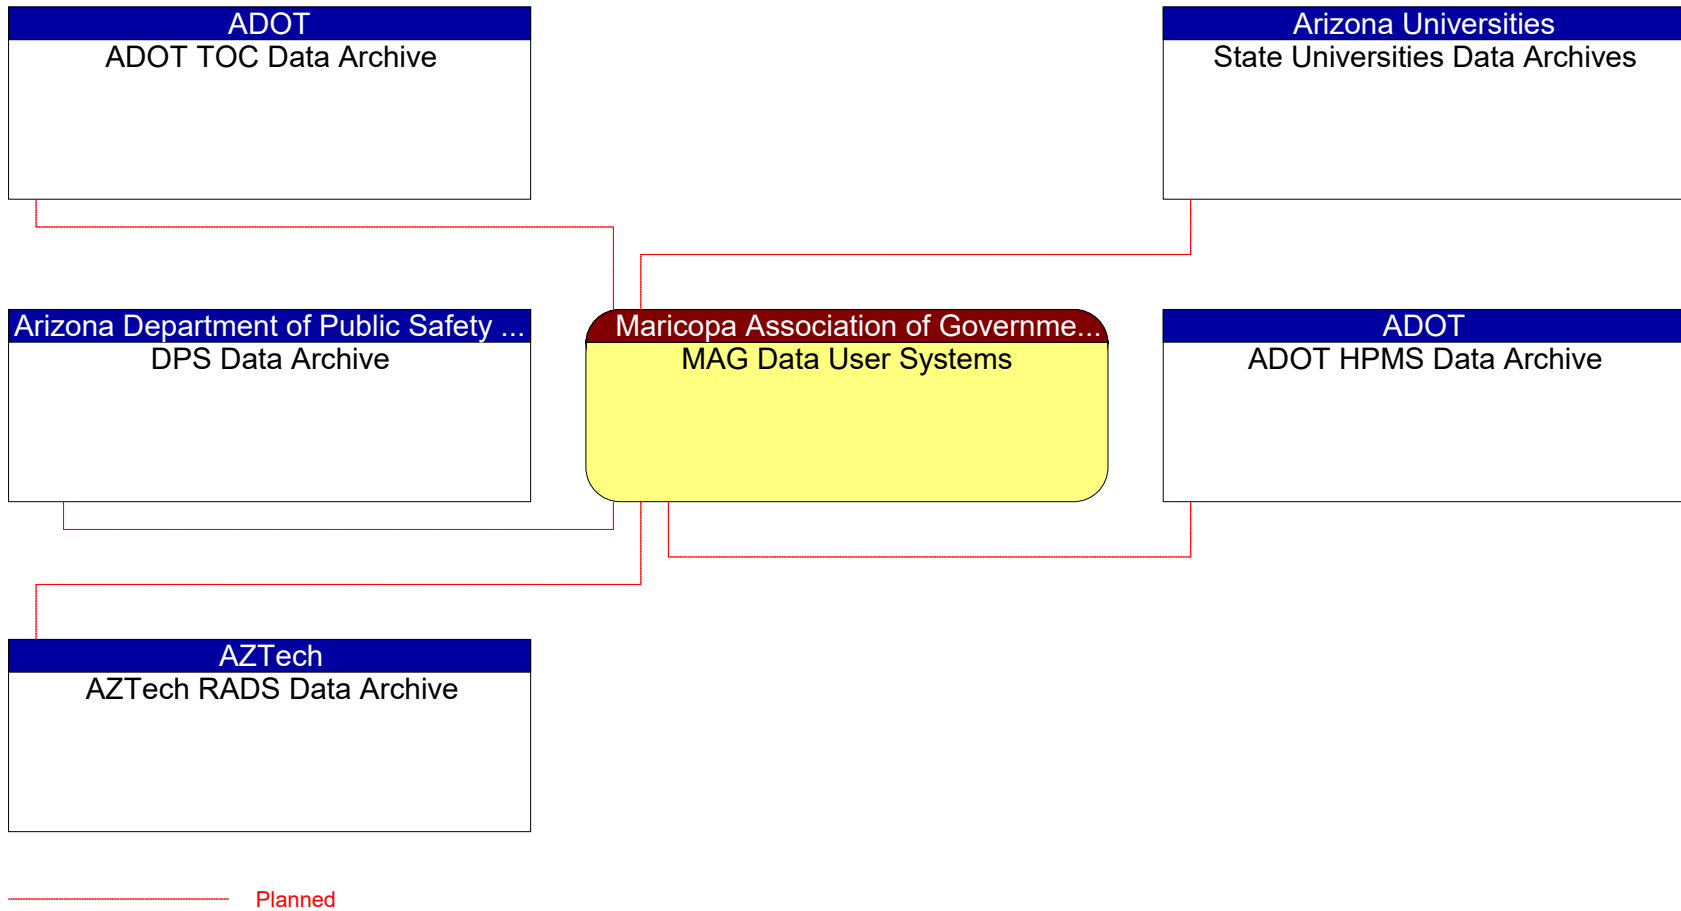 ADOT
ADOT TOC Data Archive
Arizona Universities
State Universities Data Archives
Arizona Department of Public Safety ...
DPS Data Archive
Maricopa Association of Governme...
MAG Data User Systems
ADOT
ADOT HPMS Data Archive
AZTech
AZTech RADS Data Archive
Planned